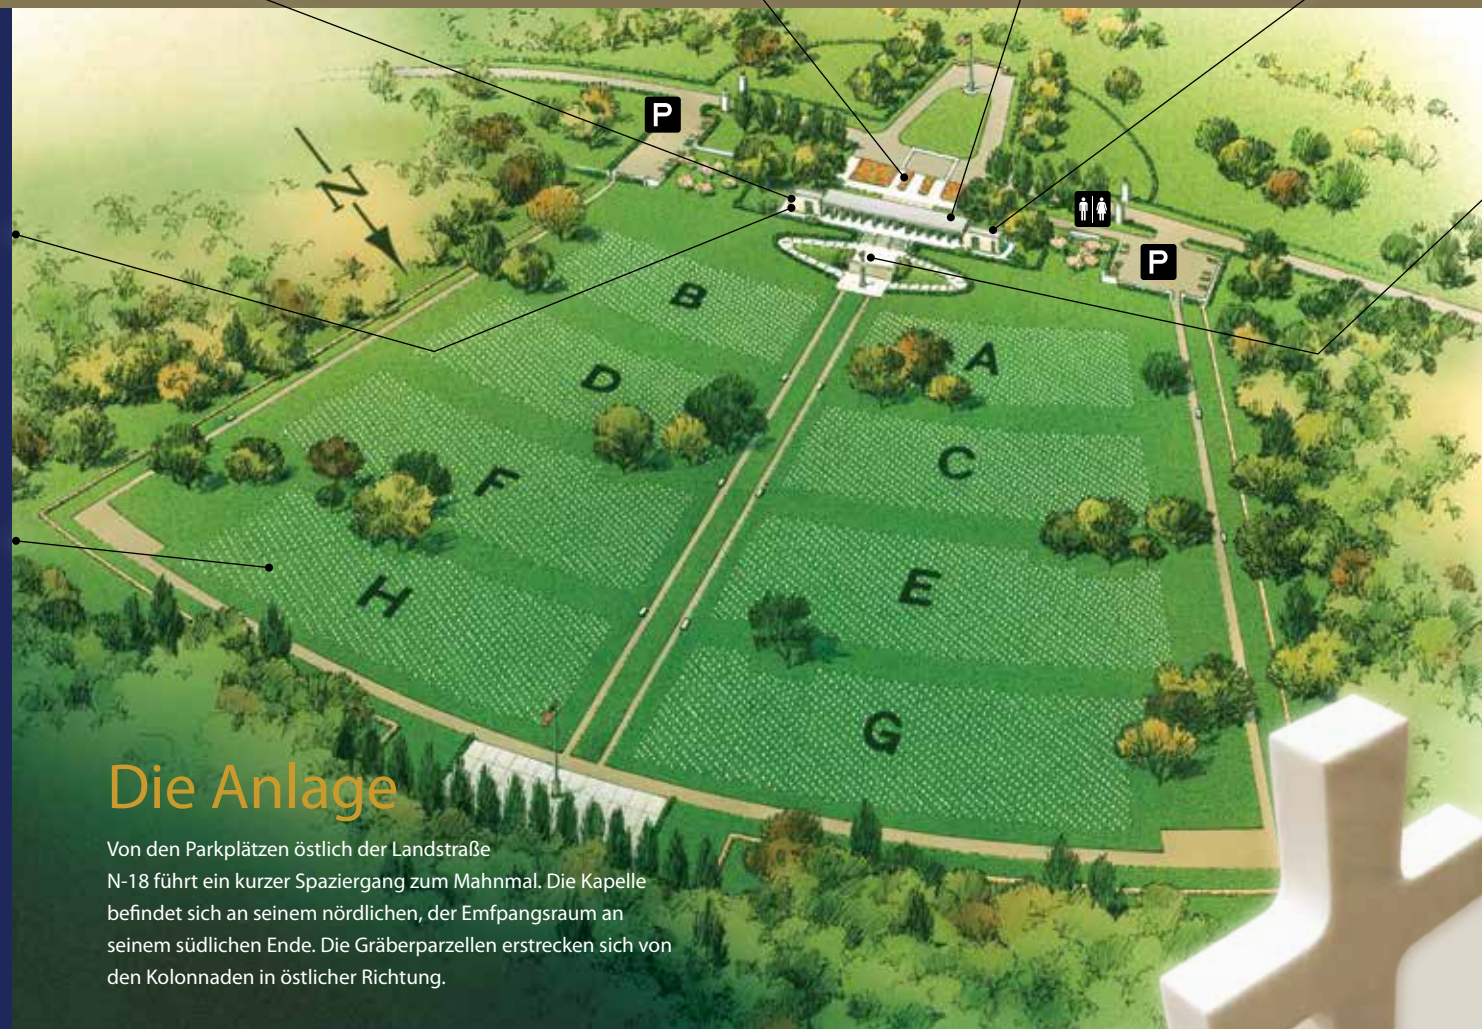 P
N
P
B
A
D
C
F
E
H
G
Die Anlage
Von den Parkplätzen östlich der Landstraße
N-18 führt ein kurzer Spaziergang zum Mahnmal. Die Kapelle
befindet sich an seinem nördlichen, der Emfpangsraum an
seinem südlichen Ende. Die Gräberparzellen erstrecken sich von
den Kolonnaden in östlicher Richtung.